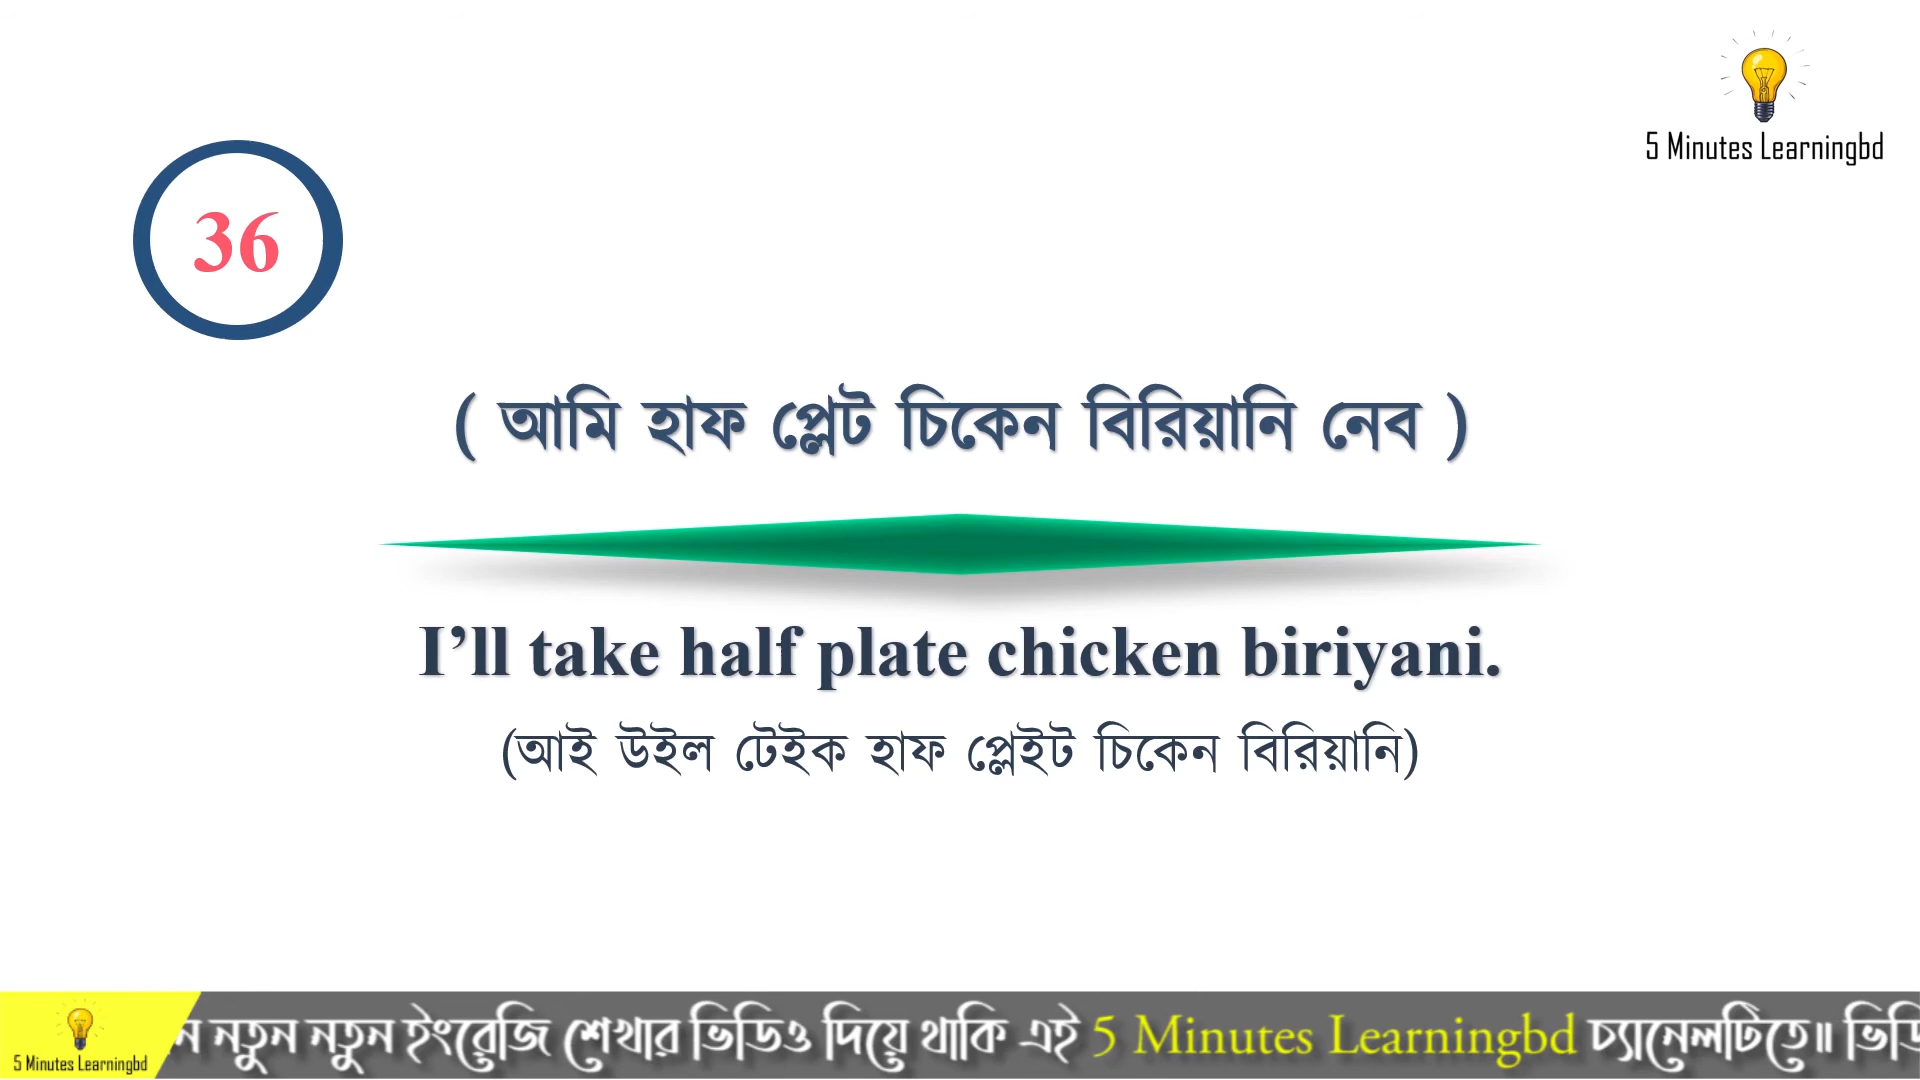 5 Minutes Learningbd
36
( আমি হাফ প্লেট চিকেন বিরিয়ানি নেব )
I’ll take half plate chicken biriyani.
(আই উইল টেইক হাফ প্লেইট চিকেন বিরিয়ানি)
নতুন নতুন ইংরেজি শেখার ভিডিও দিয়ে থাকি এই 5 Minutes Learningbd চ্যানেলটিতে॥
5 Minutes Learningbd